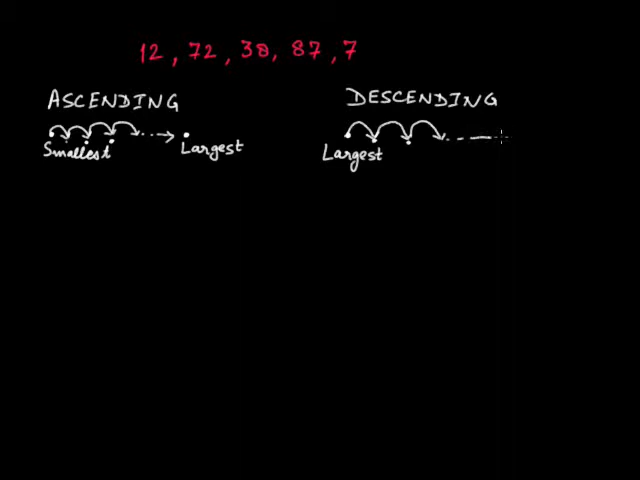 12, 72, 38, 87, 7
ASCENDING
DESCENDING
Smallest
Largest
Largest